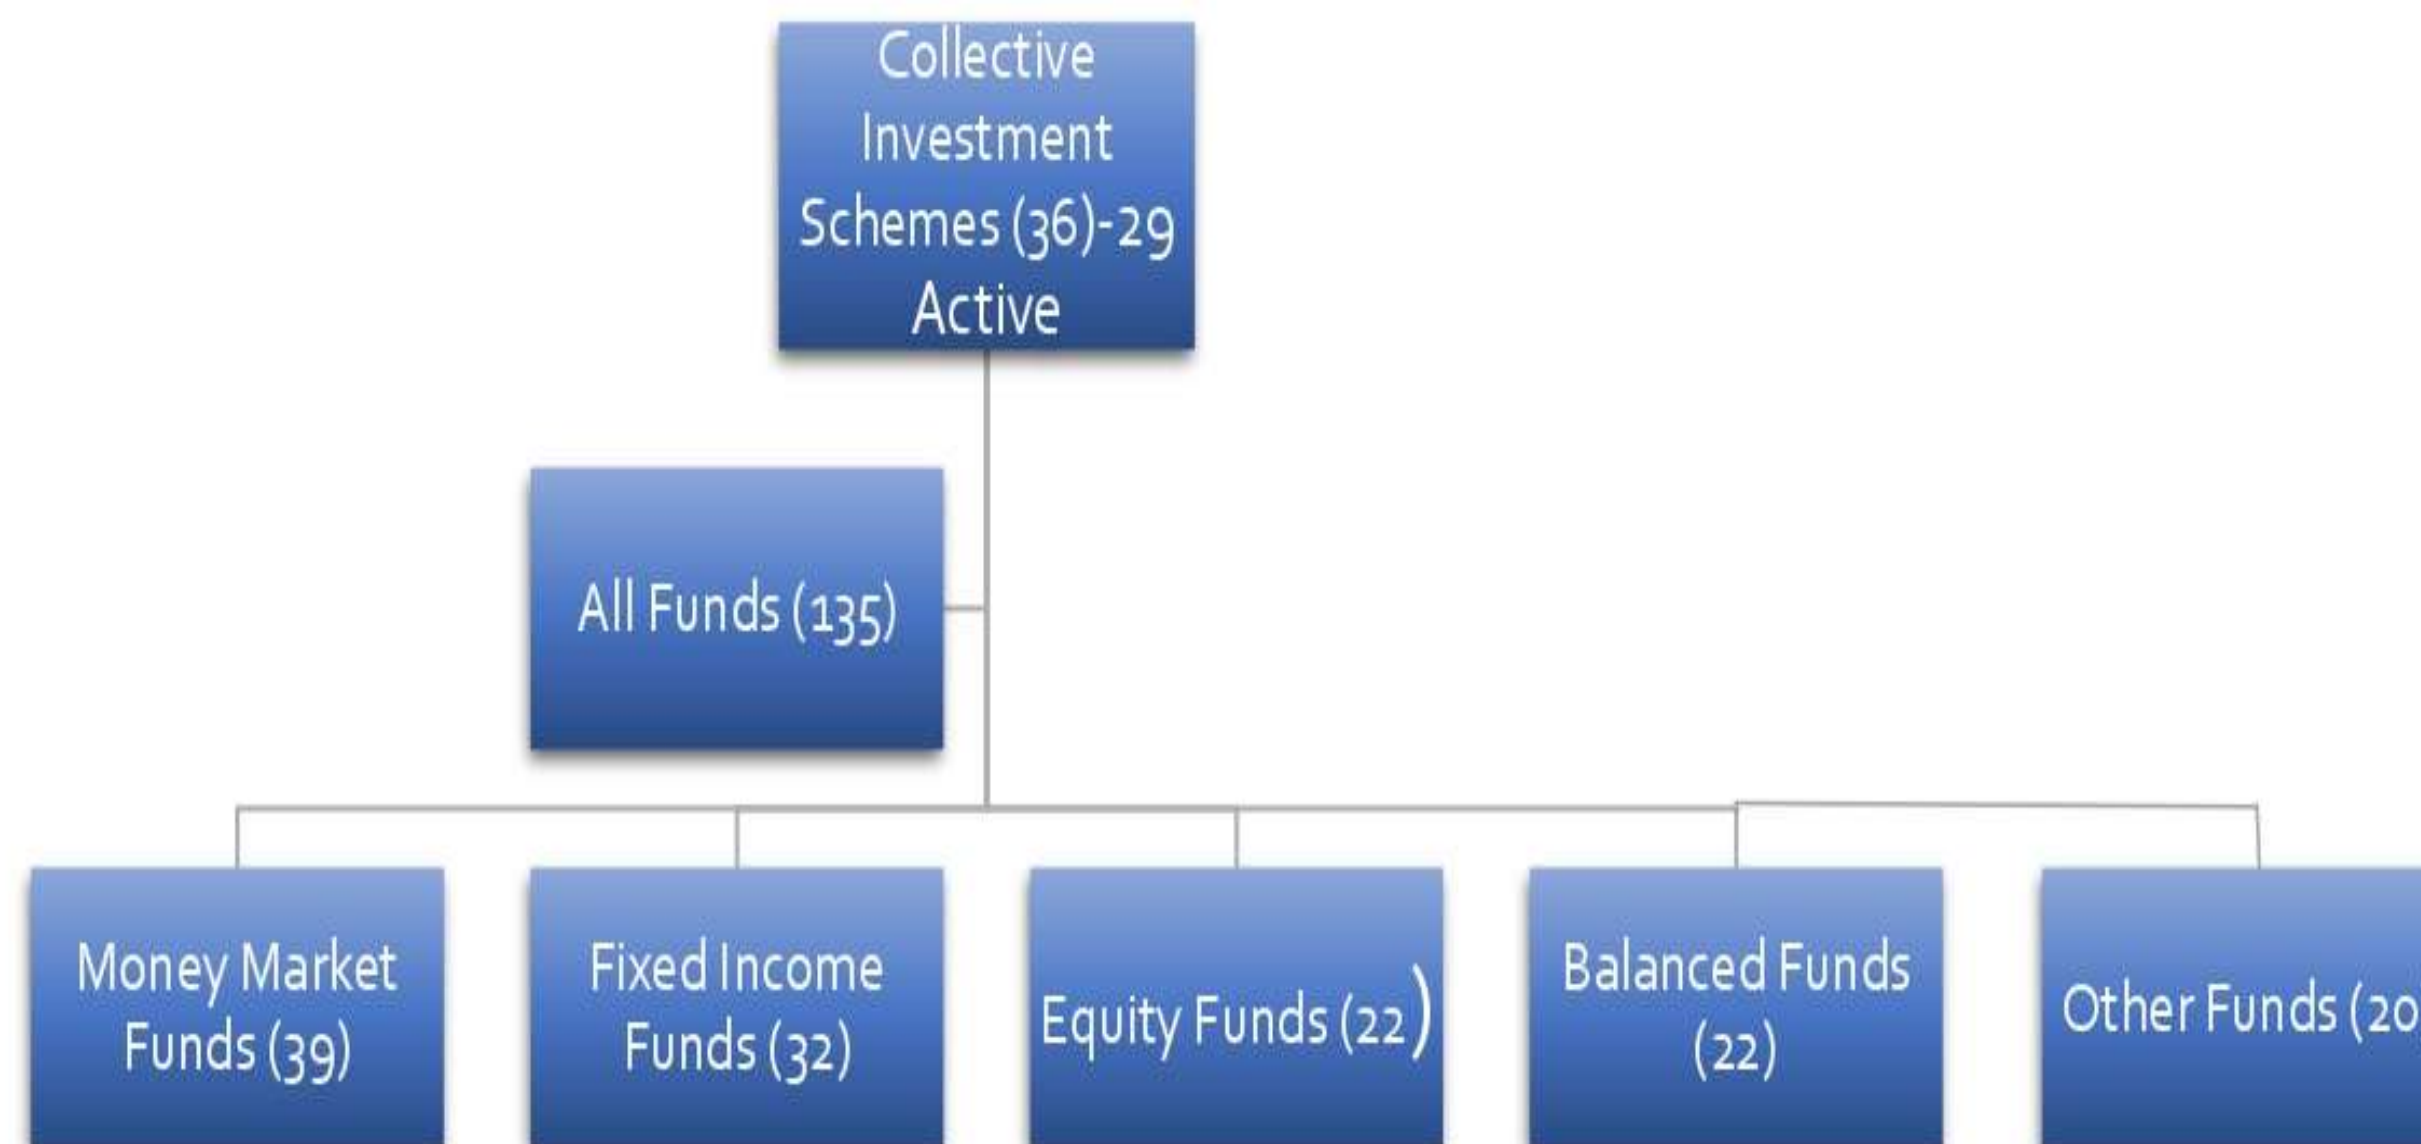 Collective
Investment
Schemes (36)-29
Active
All Funds (135)
Money Market
Funds (39)
Fixed Income
Funds (32)
Equity Funds (22)
Balanced Funds
(22)
Other Funds (20